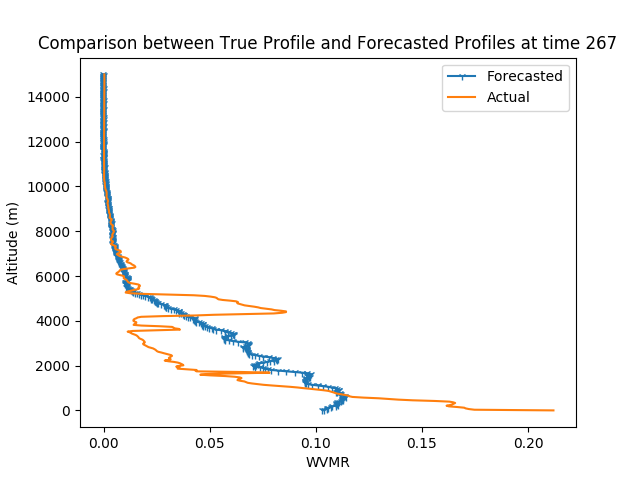 Comparison between True Profile and Forecasted Profiles at time 267
Forecasted
Actual
14000
12000
10000
8000
6000
4000
2000
0
Altitude (m)
0.00 0.05 0.10 0.15 0.20
WVMR